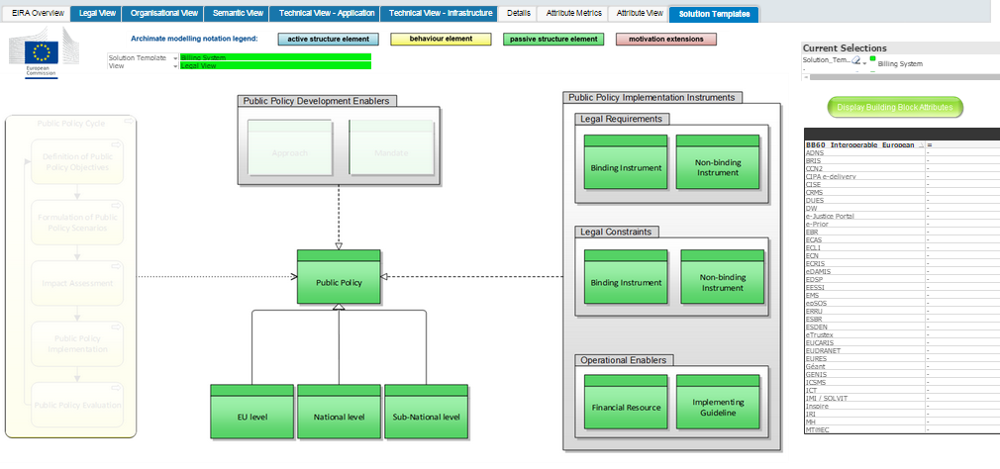 EIRA Overview
Legal View
Organisational View
Semantic View
Technical View - Application
Technical View - Infrastructure
Details
Attribute Metrics
Attribute View
Solution Templates
European
Commission
Archimate modelling notation legend:
active structure element
behaviour element
passive structure element
motivation extensions
Solution Template
Billing System
View
Legal View
Current Selections
Solution_Tem...
Billing System
Display Building Block Attributes
Public Policy Cycle
Definition of Public
Policy Objectives
Formulation of Public
Policy Scenarios
Impact Assessment
Public Policy
Implementation
Public Policy Evaluation
Public Policy Development Enablers
Approach
Mandate
Public Policy
EU level
National level
Sub-National level
Public Policy Implementation Instruments
Legal Requirements
Binding Instrument
Non-binding
Instrument
Legal Constraints
Binding Instrument
Non-binding
Instrument
Operational Enablers
Financial Resource
Implementing
Guideline
BB60_Interoperable_European_... =
ADNS -
BRIS -
CCN2 -
CIPA e-delivery -
CISE -
CRMS -
DUES -
DW -
e-Justice Portal -
e-Prior -
EBR -
ECAS -
ECLI -
ECN -
ECRIS -
eDAMIS -
EDSP -
EESSI -
EMS -
epSOS -
ERRU -
ESBR -
ESDEN -
eTrustex -
EUCARIS -
EUDRANET -
EURES -
Géant -
GENIS -
ICSMS -
ICT -
IMI / SOLVIT -
Inspire -
IRI -
MH -
MT@EC -